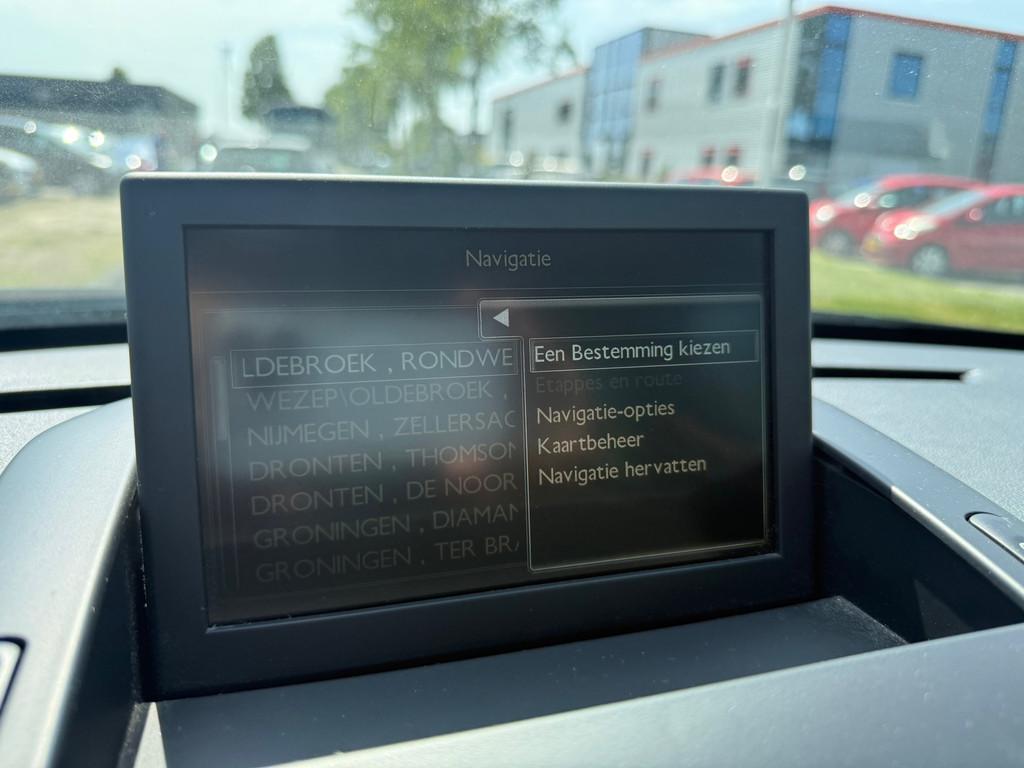 Navigatie
LDEBROEK , RONDWE
WEZEP\OLDEBROEK ,
NIJMEGEN , ZELLERSAC
DRONTEN , THOMSON
DRONTEN , DE NOOR
GRONINGEN , DIAMAN
GRONINGEN , TER BRA
Een Bestemming kiezen
Etappes en route
Navigatie-opties
Kaartbeheer
Navigatie hervatten